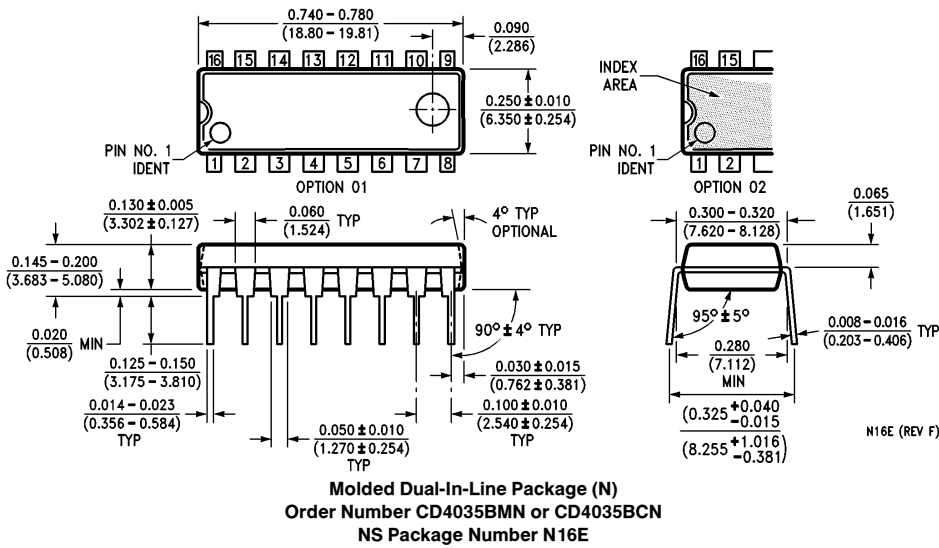 0.740 – 0.780
(18.80 – 19.81)
0.090
(2.286)
16 15 14 13 12 11 10 9
16 15
INDEX
AREA
0.250 ± 0.010
(6.350 ± 0.254)
PIN NO. 1
IDENT
PIN NO. 1
IDENT
1 2 3 4 5 6 7 8
1 2
OPTION 01
OPTION 02
0.065
(1.651)
0.130 ± 0.005
(3.302 ± 0.127)
0.060
(1.524)
TYP
4° TYP
OPTIONAL
0.300 – 0.320
(7.620 – 8.128)
0.145 – 0.200
(3.683 – 5.080)
0.020
(0.508)
MIN
90° ± 4° TYP
95° ± 5°
0.008 – 0.016
(0.203 – 0.406)
TYP
0.125 – 0.150
(3.175 – 3.810)
0.030 ± 0.015
(0.762 ± 0.381)
0.280
(7.112)
MIN
0.014 – 0.023
(0.356 – 0.584)
TYP
0.050 ± 0.010
(1.270 ± 0.254)
TYP
0.100 ± 0.010
(2.540 ± 0.254)
TYP
(0.325 +0.040 –0.015
(8.255 +1.016 –0.381)
N16E (REV F)
Molded Dual-In-Line Package (N)
Order Number CD4035BMN or CD4035BCN
NS Package Number N16E